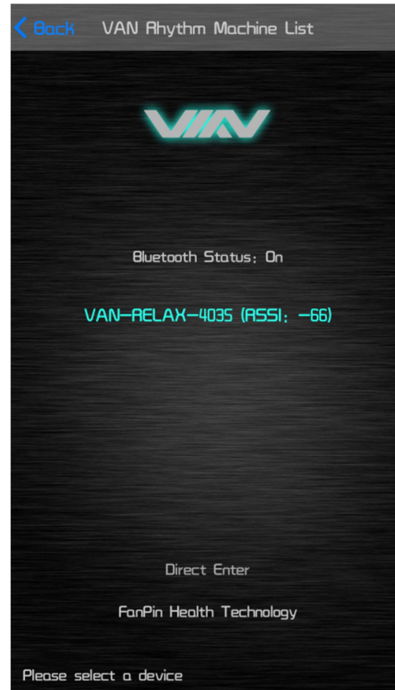 Back VAN Rhythm Machine List
VAN
Bluetooth Status: On
VAN-RELAX-4035 (RSSI: -66)
Direct Enter
FanPin Health Technology
Please select a device